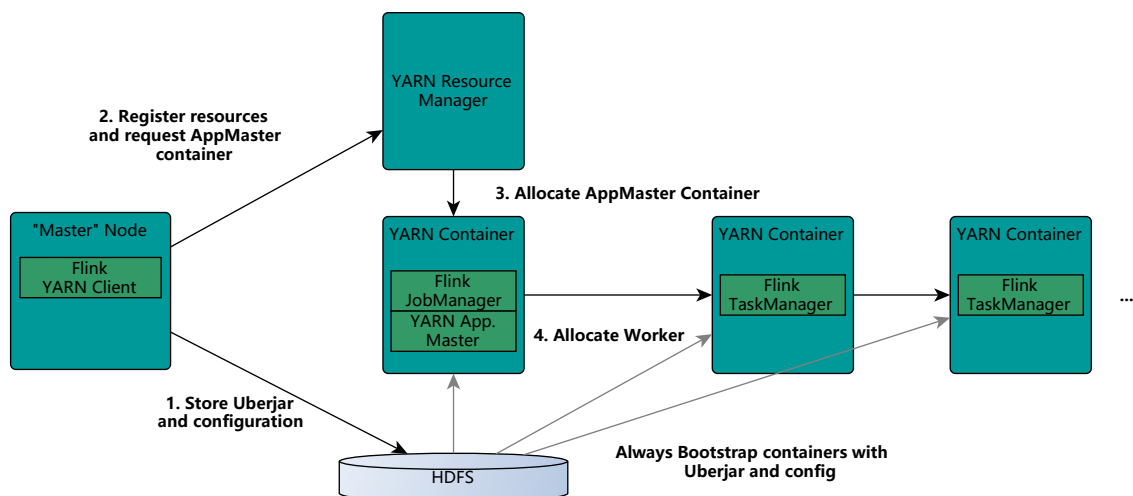 YARN Resource
Manager
2. Register resources
and request AppMaster
container
3. Allocate AppMaster Container
"Master" Node
Flink
YARN Client
YARN Container
Flink
JobManager
YARN App.
Master
YARN Container
Flink
TaskManager
YARN Container
Flink
TaskManager
...
4. Allocate Worker
1. Store Uberjar
and configuration
Always Bootstrap containers with
Uberjar and config
HDFS